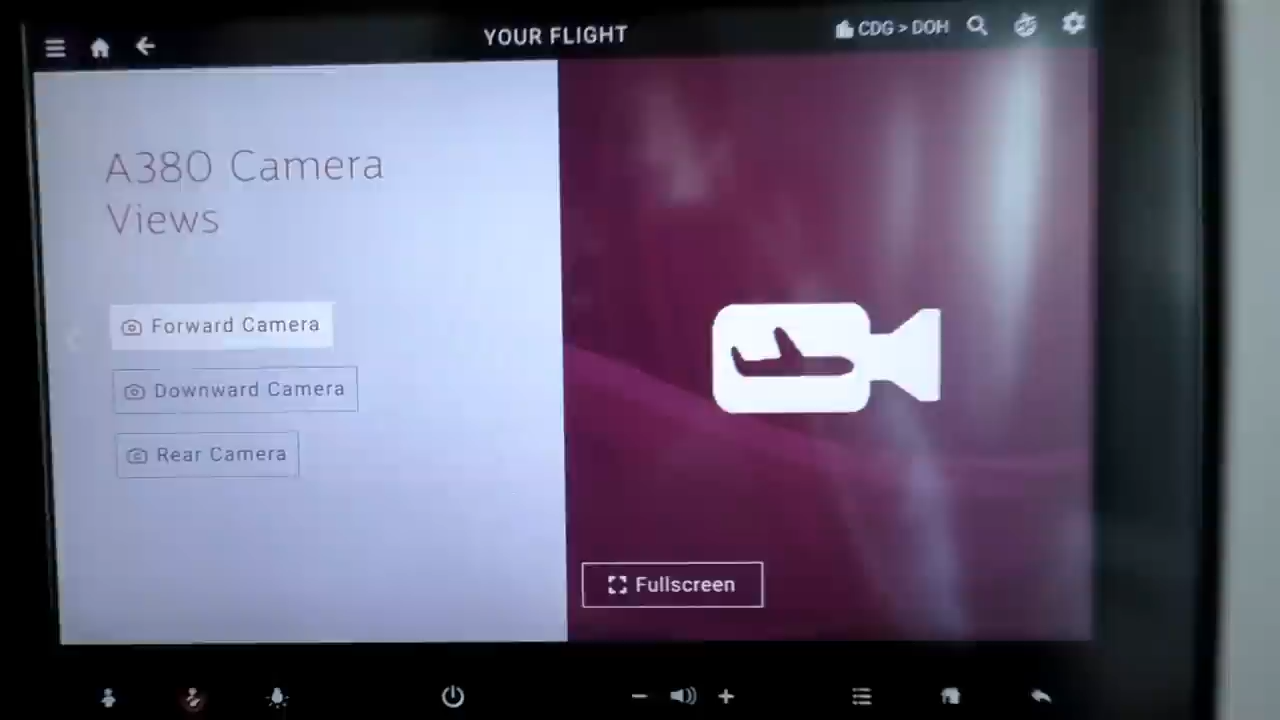 YOUR FLIGHT
CDG > DOH
A380 Camera
Views
Forward Camera
Downward Camera
Rear Camera
Fullscreen